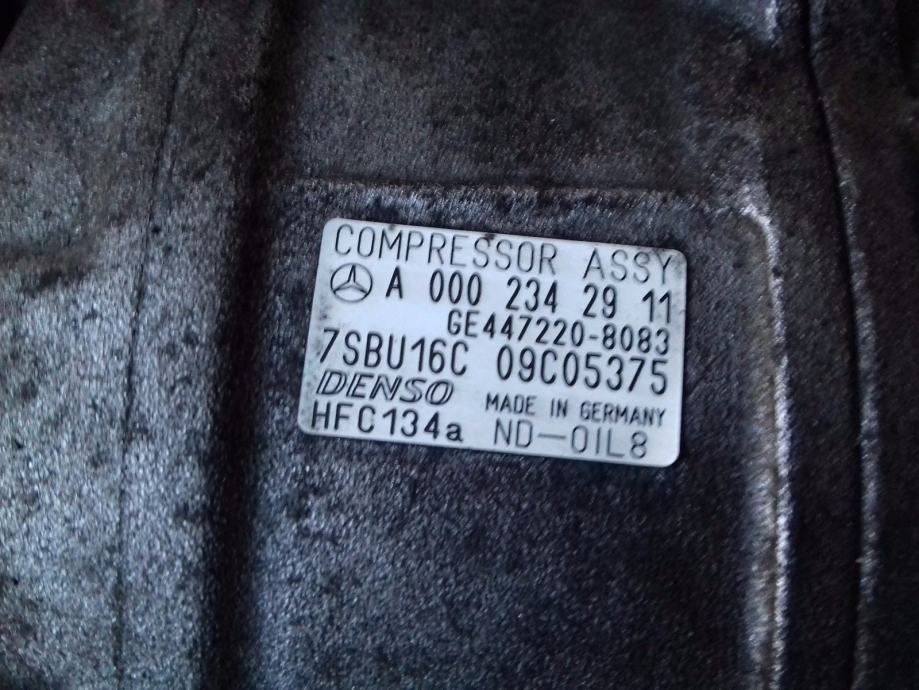 COMPRESSOR ASSY
A 000 234 29 11
GE447220-8083
7SBU16C 09C05375
DENSO MADE IN GERMANY
HFC134a ND-OIL8